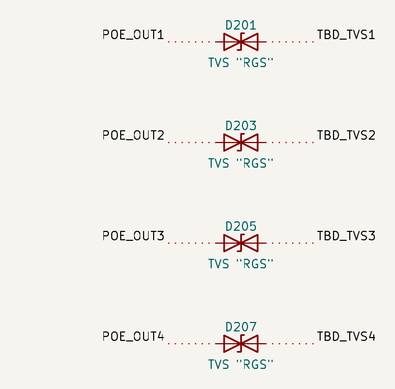 D201
POE_OUT1 TBD_TVS1
TVS "RGS"
D203
POE_OUT2 TBD_TVS2
TVS "RGS"
D205
POE_OUT3 TBD_TVS3
TVS "RGS"
D207
POE_OUT4 TBD_TVS4
TVS "RGS"